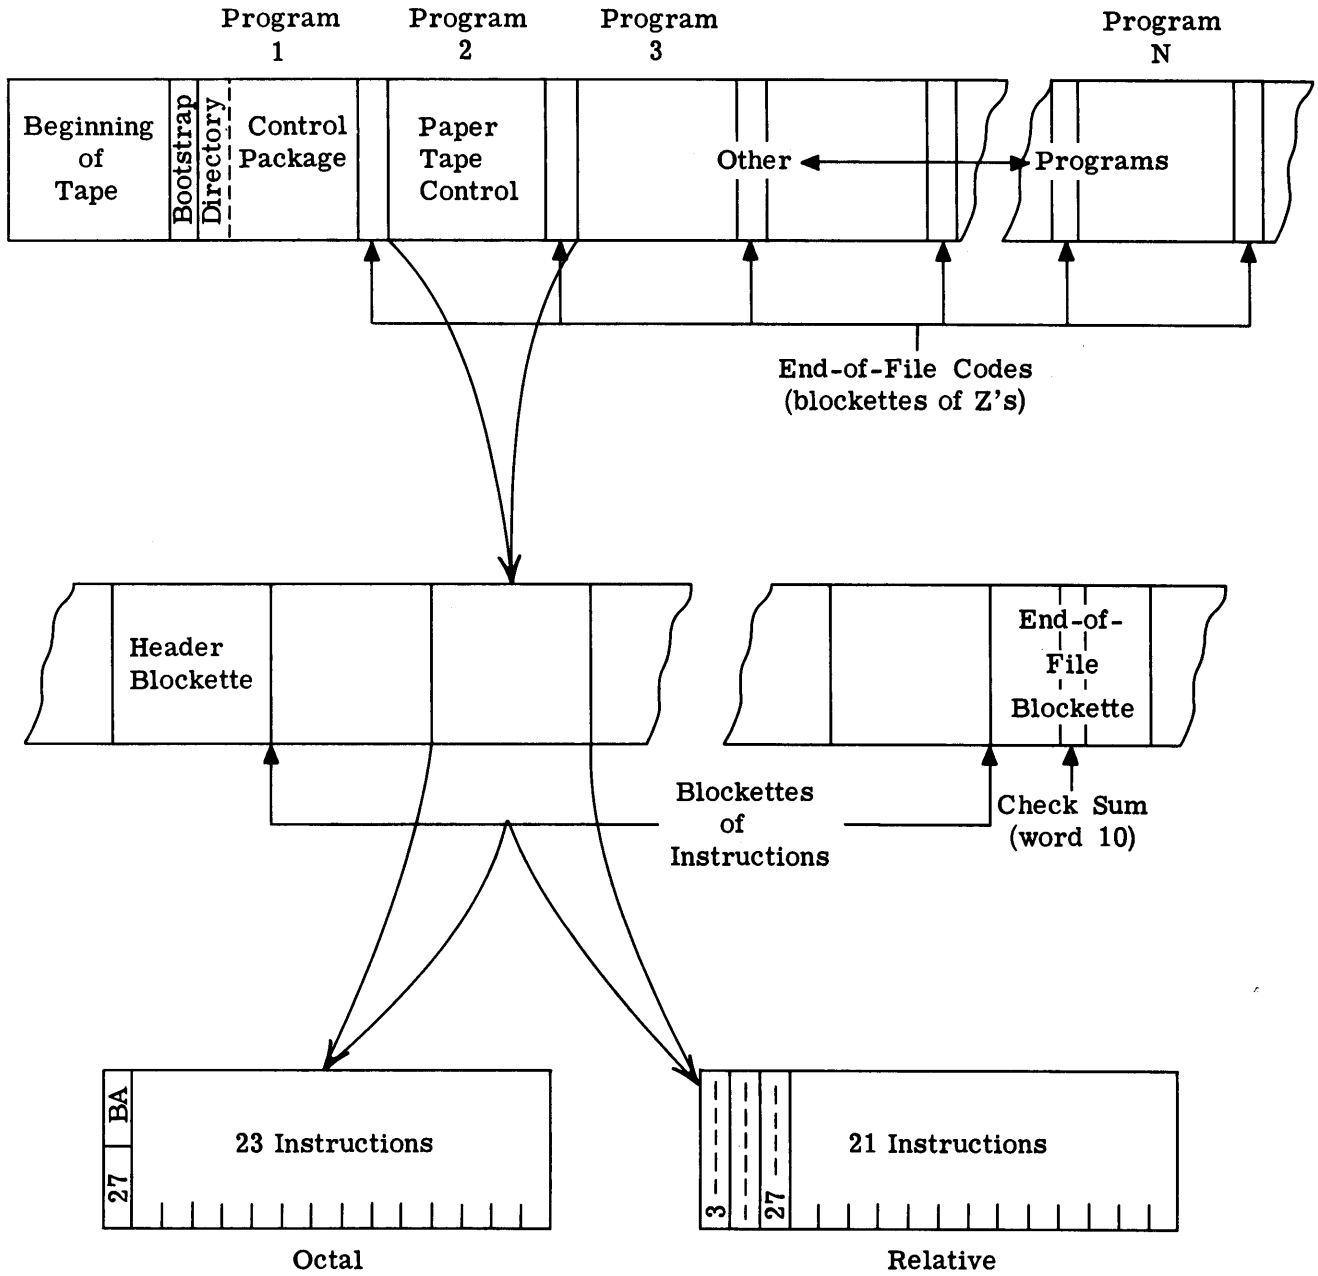 Program
1
Program
2
Program
3
Program
N
Beginning
of
Tape
Bootstrap
Directory
Control
Package
Paper
Tape
Control
Other
Programs
End-of-File Codes
(blockettes of Z's)
Header
Blockette
End-of-
File
Blockette
Blockettes
of
Instructions
Check Sum
(word 10)
BA
27
23 Instructions
3
27
21 Instructions
Octal
Relative